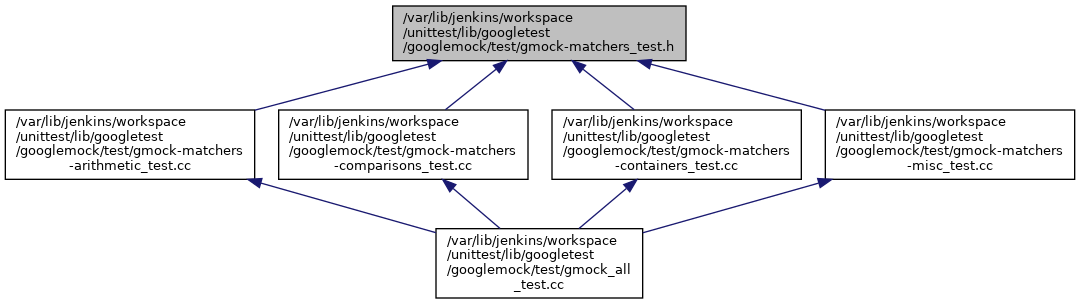 /var/lib/jenkins/workspace
/unittest/lib/googletest
/googlemock/test/gmock-matchers_test.h
/var/lib/jenkins/workspace
/unittest/lib/googletest
/googlemock/test/gmock-matchers
-arithmetic_test.cc
/var/lib/jenkins/workspace
/unittest/lib/googletest
/googlemock/test/gmock-matchers
-comparisons_test.cc
/var/lib/jenkins/workspace
/unittest/lib/googletest
/googlemock/test/gmock-matchers
-containers_test.cc
/var/lib/jenkins/workspace
/unittest/lib/googletest
/googlemock/test/gmock-matchers
-misc_test.cc
/var/lib/jenkins/workspace
/unittest/lib/googletest
/googlemock/test/gmock_all
_test.cc